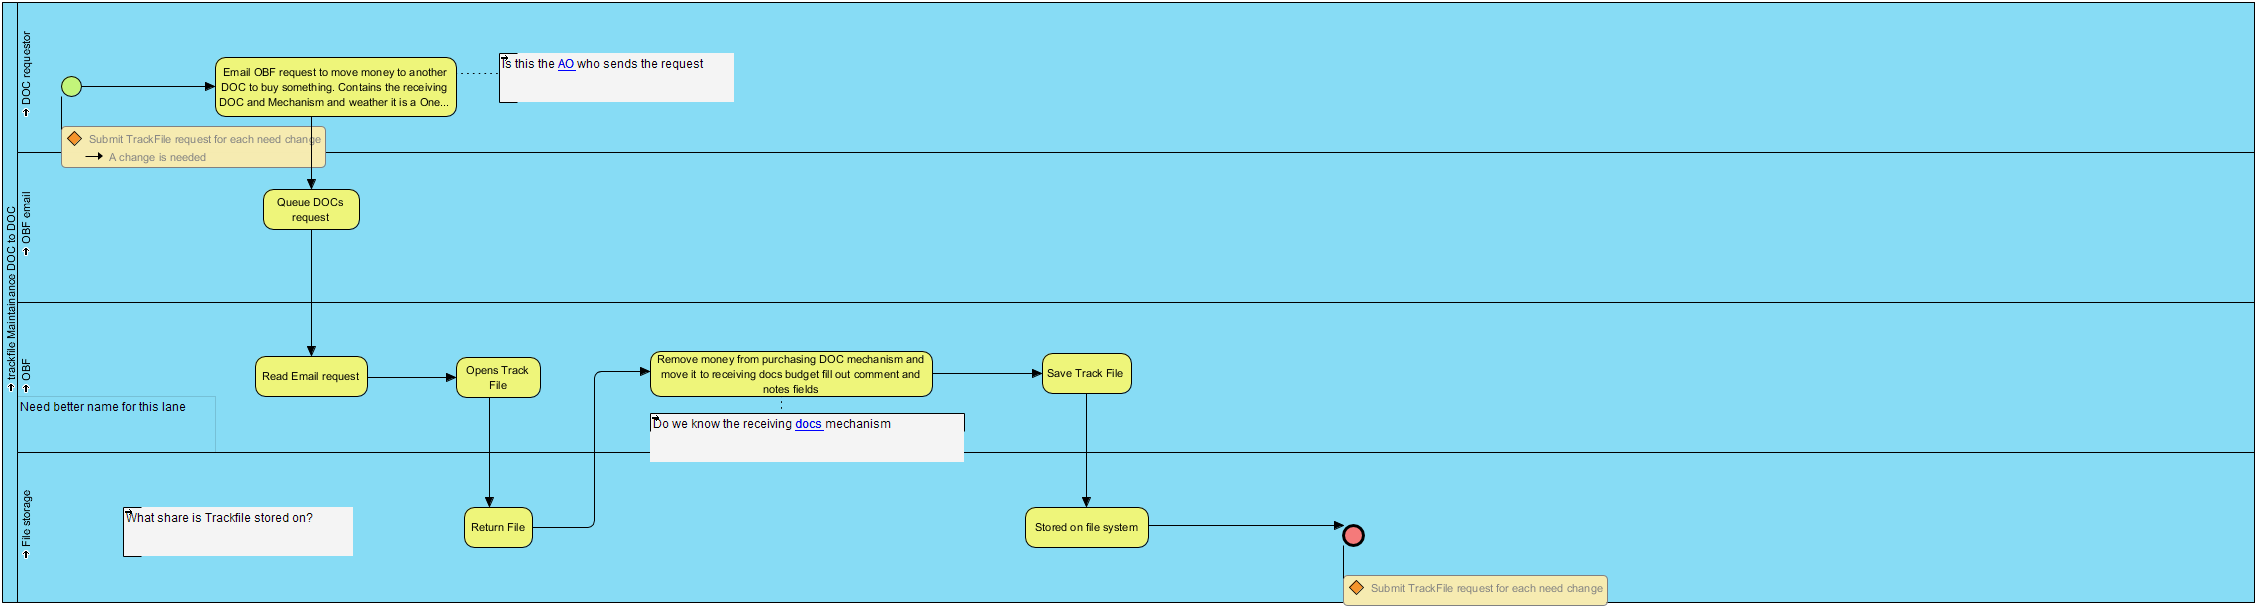 trackfile Maintainance DOC to DOC
DOC requestor
Email OBF request to move money to another
DOC to buy something. Contains the receiving
DOC and Mechanism and weather it is a One...
Is this the AO who sends the request
Submit TrackFile request for each need change
A change is needed
OBF email
Queue DOCs
request
OBF
Read Email request
Opens Track
File
Remove money from purchasing DOC mechanism and
move it to receiving docs budget fill out comment and
notes fields
Save Track File
Need better name for this lane
Do we know the receiving docs mechanism
File storage
What share is Trackfile stored on?
Return File
Stored on file system
Submit TrackFile request for each need change